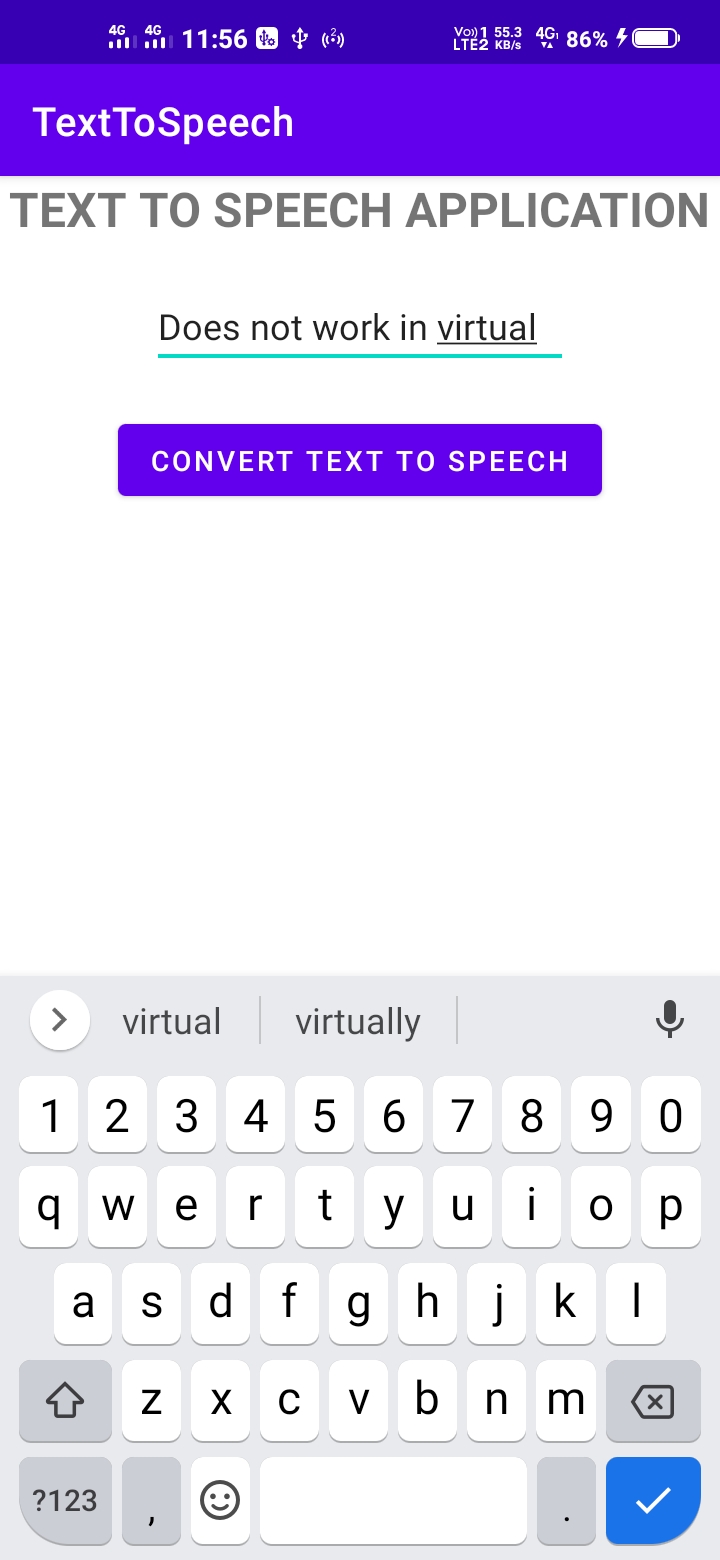 4G 4G 11:56 2 Vo)) 1 LTE2 55.3 KB/s 4G 86%
TextToSpeech
TEXT TO SPEECH APPLICATION
Does not work in virtual
CONVERT TEXT TO SPEECH
virtual virtually
1 2 3 4 5 6 7 8 9 0
q w e r t y u i o p
a s d f g h j k l
z x c v b n m
?123 , .